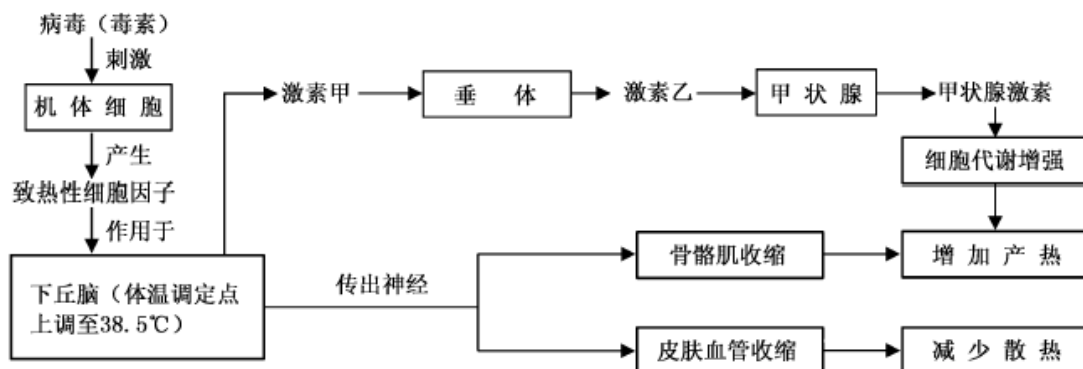 病毒（毒素）
刺激
机体细胞
产生
致热性细胞因子
作用于
下丘脑（体温调定点
上调至38.5℃）
激素甲
垂体
激素乙
甲状腺
甲状腺激素
细胞代谢增强
传出神经
骨骼肌收缩
增加产热
皮肤血管收缩
减少散热